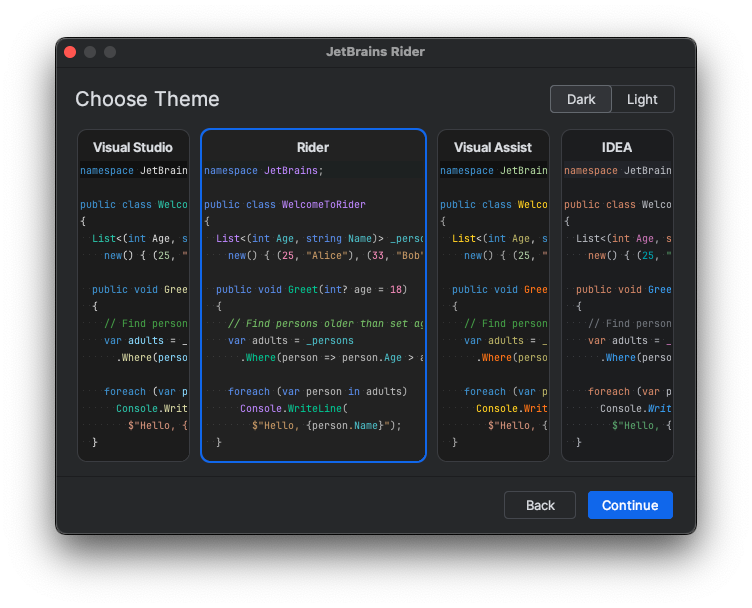 JetBrains Rider
Choose Theme
Dark
Light
Visual Studio
namespace JetBrain
public class Welco
{
List<(int Age, s
new() { (25, "
public void Gree
{
// Find person
var adults = _
.Where(perso
foreach (var p
Console.Writ
$"Hello, {
}
Rider
namespace JetBrains;
public class WelcomeToRider
{
List<(int Age, string Name)> _perso
new() { (25, "Alice"), (33, "Bob"
public void Greet(int? age = 18)
{
// Find persons older than set ag
var adults = _persons
.Where(person => person.Age > a
foreach (var person in adults)
Console.WriteLine(
$"Hello, {person.Name}");
}
Visual Assist
namespace JetBrain
public class Welco
{
List<(int Age, s
new() { (25, "
public void Gree
{
// Find person
var adults = _
.Where(perso
foreach (var p
Console.Writ
$"Hello, {
}
IDEA
namespace JetBrain
public class Welco
{
List<(int Age, s
new() { (25, "
public void Gree
{
// Find person
var adults = _
.Where(perso
foreach (var p
Console.Writ
$"Hello, {
}
Back
Continue